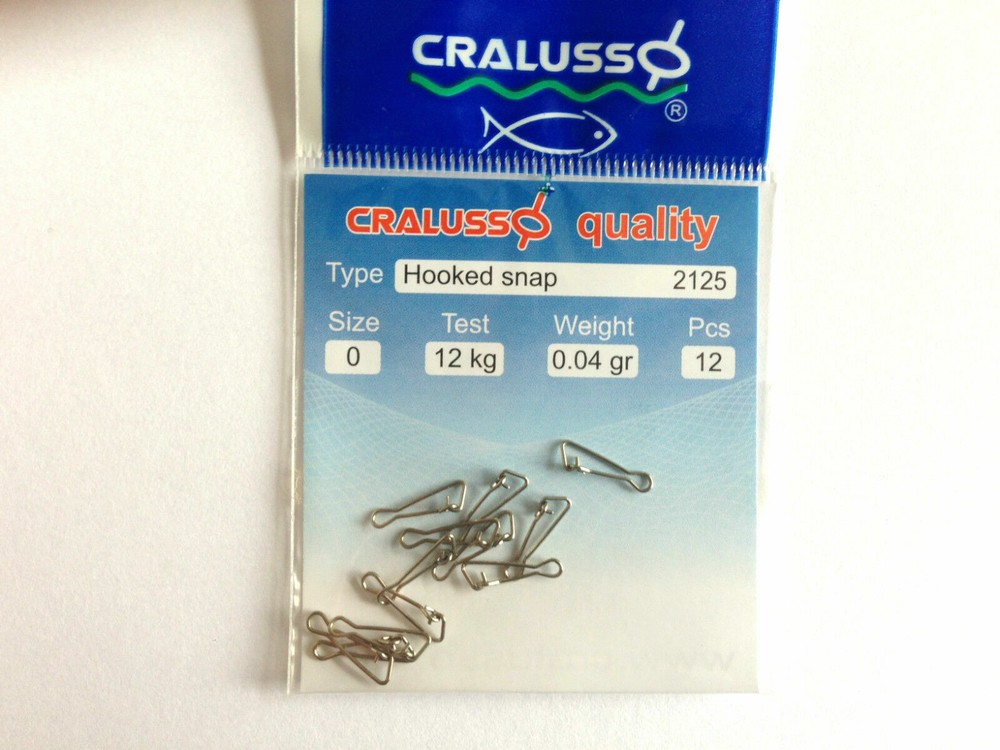 CRALUSSO
®
CRALUSSO quality
Type Hooked snap 2125
Size Test Weight Pcs
0 12 kg 0.04 gr 12